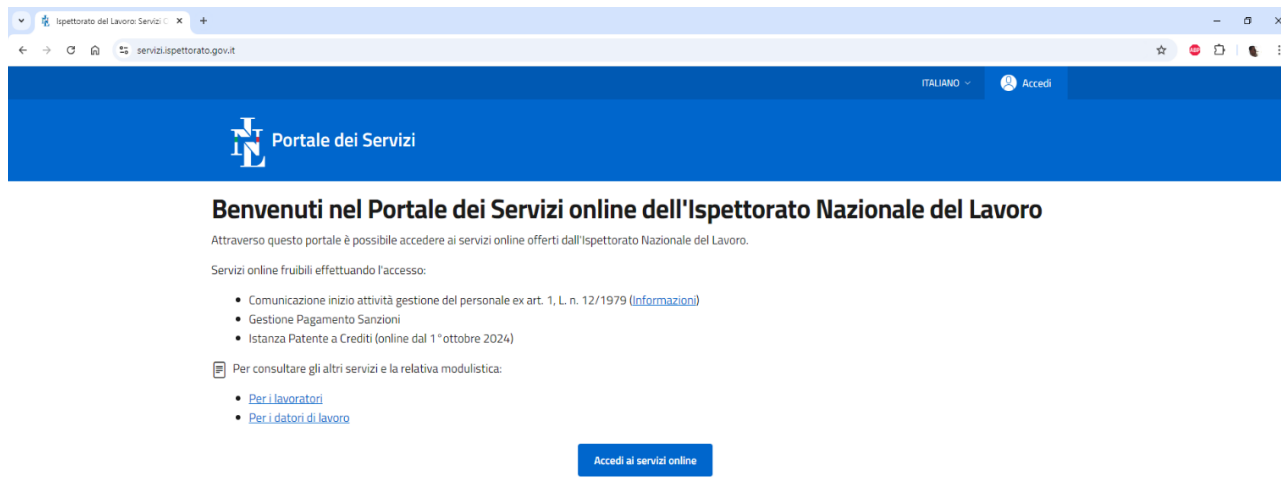 Ispettorato del Lavoro: Servizi
servizi.ispettorato.gov.it
ABP
ITALIANO
Accedi
INL
Portale dei Servizi
Benvenuti nel Portale dei Servizi online dell'Ispettorato Nazionale del Lavoro
Attraverso questo portale è possibile accedere ai servizi online offerti dall'Ispettorato Nazionale del Lavoro.
Servizi online fruibili effettuando l'accesso:
Comunicazione inizio attività gestione del personale ex art. 1, L. n. 12/1979 (Informazioni)
Gestione Pagamento Sanzioni
Istanza Patente a Crediti (online dal 1°ottobre 2024)
Per consultare gli altri servizi e la relativa modulistica:
Per i lavoratori
Per i datori di lavoro
Accedi ai servizi online